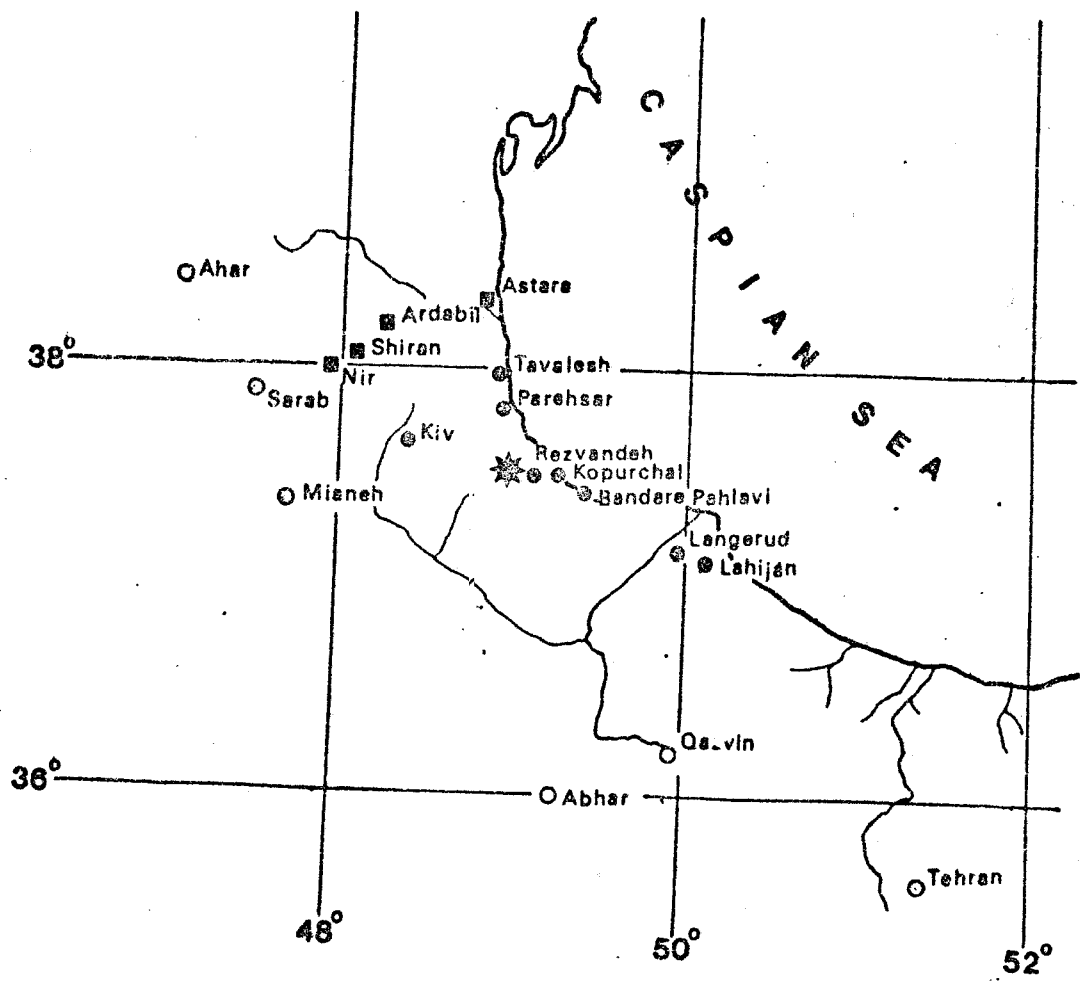 CASPIAN SEA
Ahar
Astara
Ardabil
Shiran
38°
Tavalesh
Nir
Sarab
Parehsar
Kiv
Rezvandeh
Kopurchal
Mianeh
Bandare Pahlavi
Langerud
Lahijan
36°
Abhar
Tehran
48°
50°
52°